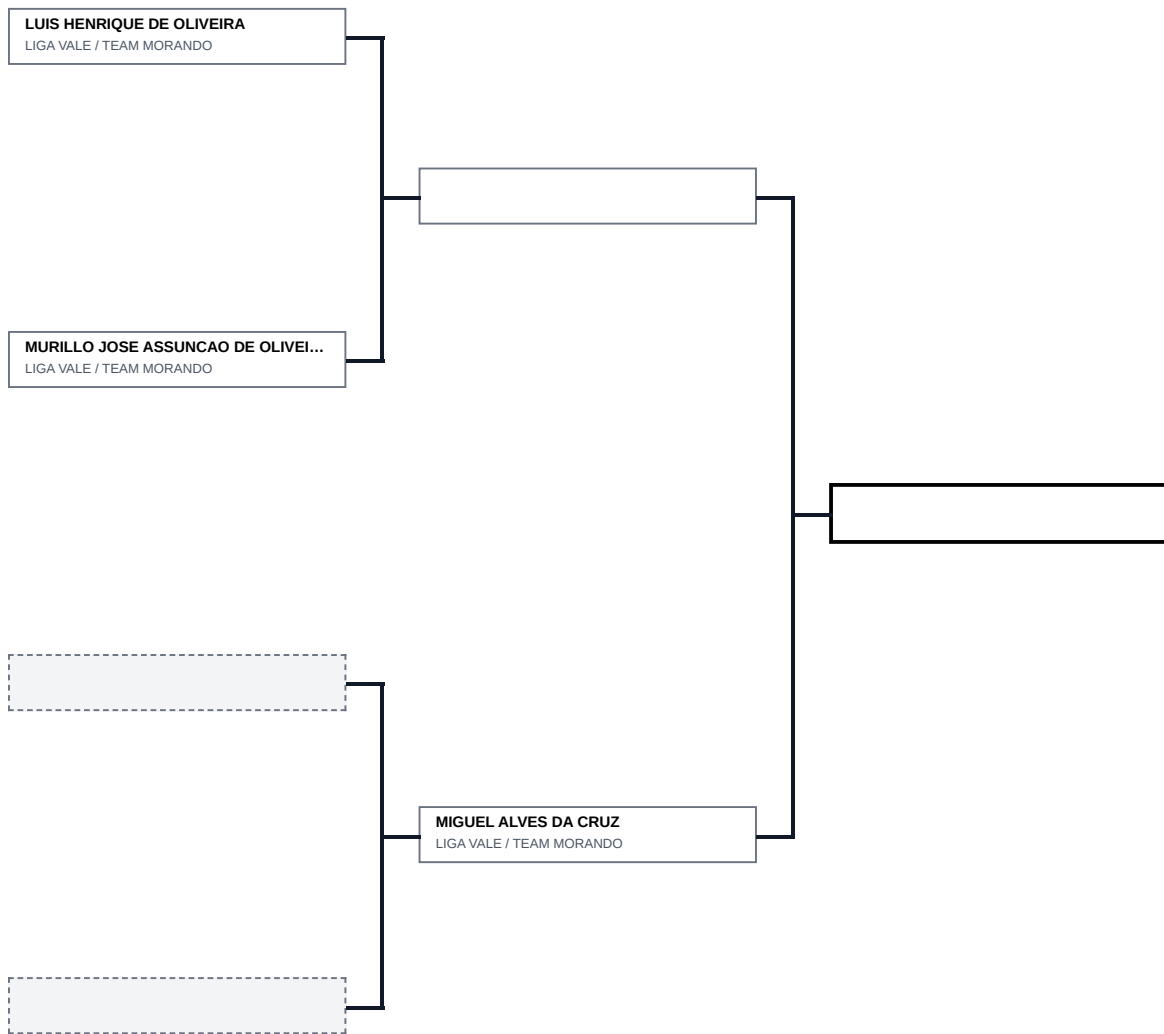 LUIS HENRIQUE DE OLIVEIRA
LIGA VALE / TEAM MORANDO
MURILLO JOSE ASSUNCAO DE OLIVEI...
LIGA VALE / TEAM MORANDO
MIGUEL ALVES DA CRUZ
LIGA VALE / TEAM MORANDO